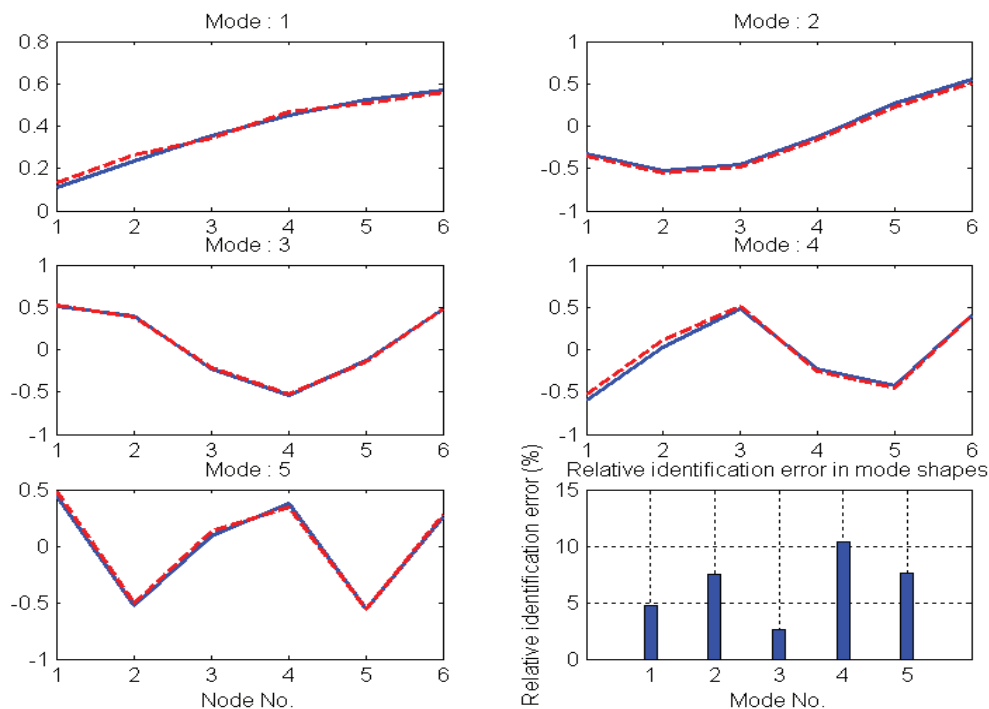 Mode : 1
0.8
0.6
0.4
0.2
0
1 2 3 4 5 6
Mode : 2
1
0.5
0
-0.5
-1
1 2 3 4 5 6
Mode : 3
1
0.5
0
-0.5
-1
1 2 3 4 5 6
Mode : 4
1
0.5
0
-0.5
-1
1 2 3 4 5 6
Mode : 5
0.5
0
-0.5
-1
1 2 3 4 5 6
Node No.
Relative identification error in mode shapes
Relative identification error (%)
15
10
5
0
1 2 3 4 5
Mode No.